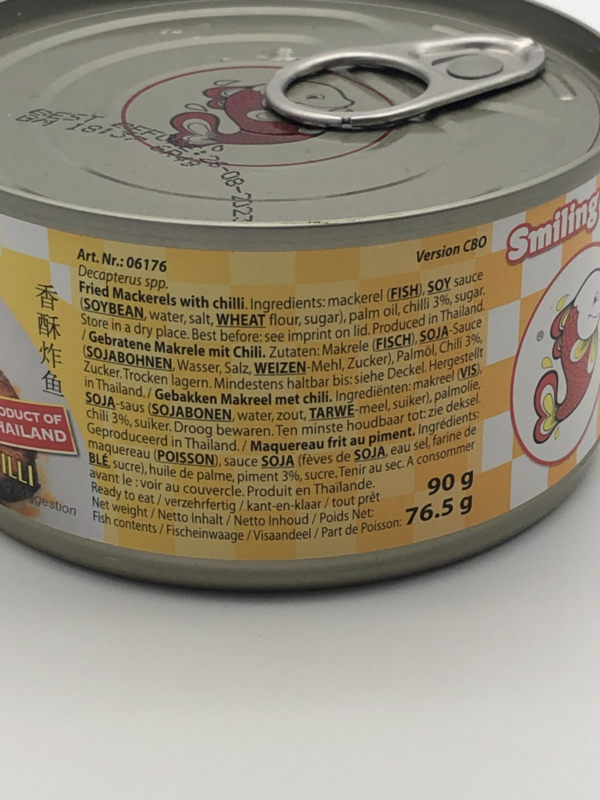 BEST BEFORE: 26-08-202
Art. Nr.: 06176
Version CBO
Decapterus spp.
Fried Mackerels with chilli. Ingredients: mackerel (FISH), SOY sauce
(SOYBEAN, water, salt, WHEAT flour, sugar), palm oil, chilli 3%, sugar.
Store in a dry place. Best before: see imprint on lid. Produced in Thailand.
/ Gebratene Makrele mit Chili. Zutaten: Makrele (FISCH), SOJA-Sauce
(SOJABOHNEN, Wasser, Salz, WEIZEN-Mehl, Zucker), Palmöl, Chili 3%,
Zucker. Trocken lagern. Mindestens haltbar bis: siehe Deckel. Hergestellt
in Thailand. / Gebakken Makreel met chili. Ingrediënten: makreel (VIS),
SOJA-saus (SOJABONEN, water, zout, TARWE-meel, suiker), palmolie,
chili 3%, suiker. Droog bewaren. Ten minste houdbaar tot: zie deksel.
Geproduceerd in Thailand. / Maquereau frit au piment. Ingrédients:
maquereau (POISSON), sauce SOJA (fèves de SOJA, eau sel, farine de
BLÉ, sucre), huile de palme, piment 3%, sucre, Tenir au sec. A consommer
avant le : voir au couvercle. Produit en Thaïlande.
Ready to eat / verzehrfertig / kant-en-klaar / tout prêt
Net weight / Netto Inhalt / Netto Inhoud / Poids Net: 90 g
Fish contents / Fischeinwaage / Visaandeel / Part de Poisson: 76.5 g
香酥炸鱼
ODUCT OF
HAILAND
ILLI
gestion
Smiling
®